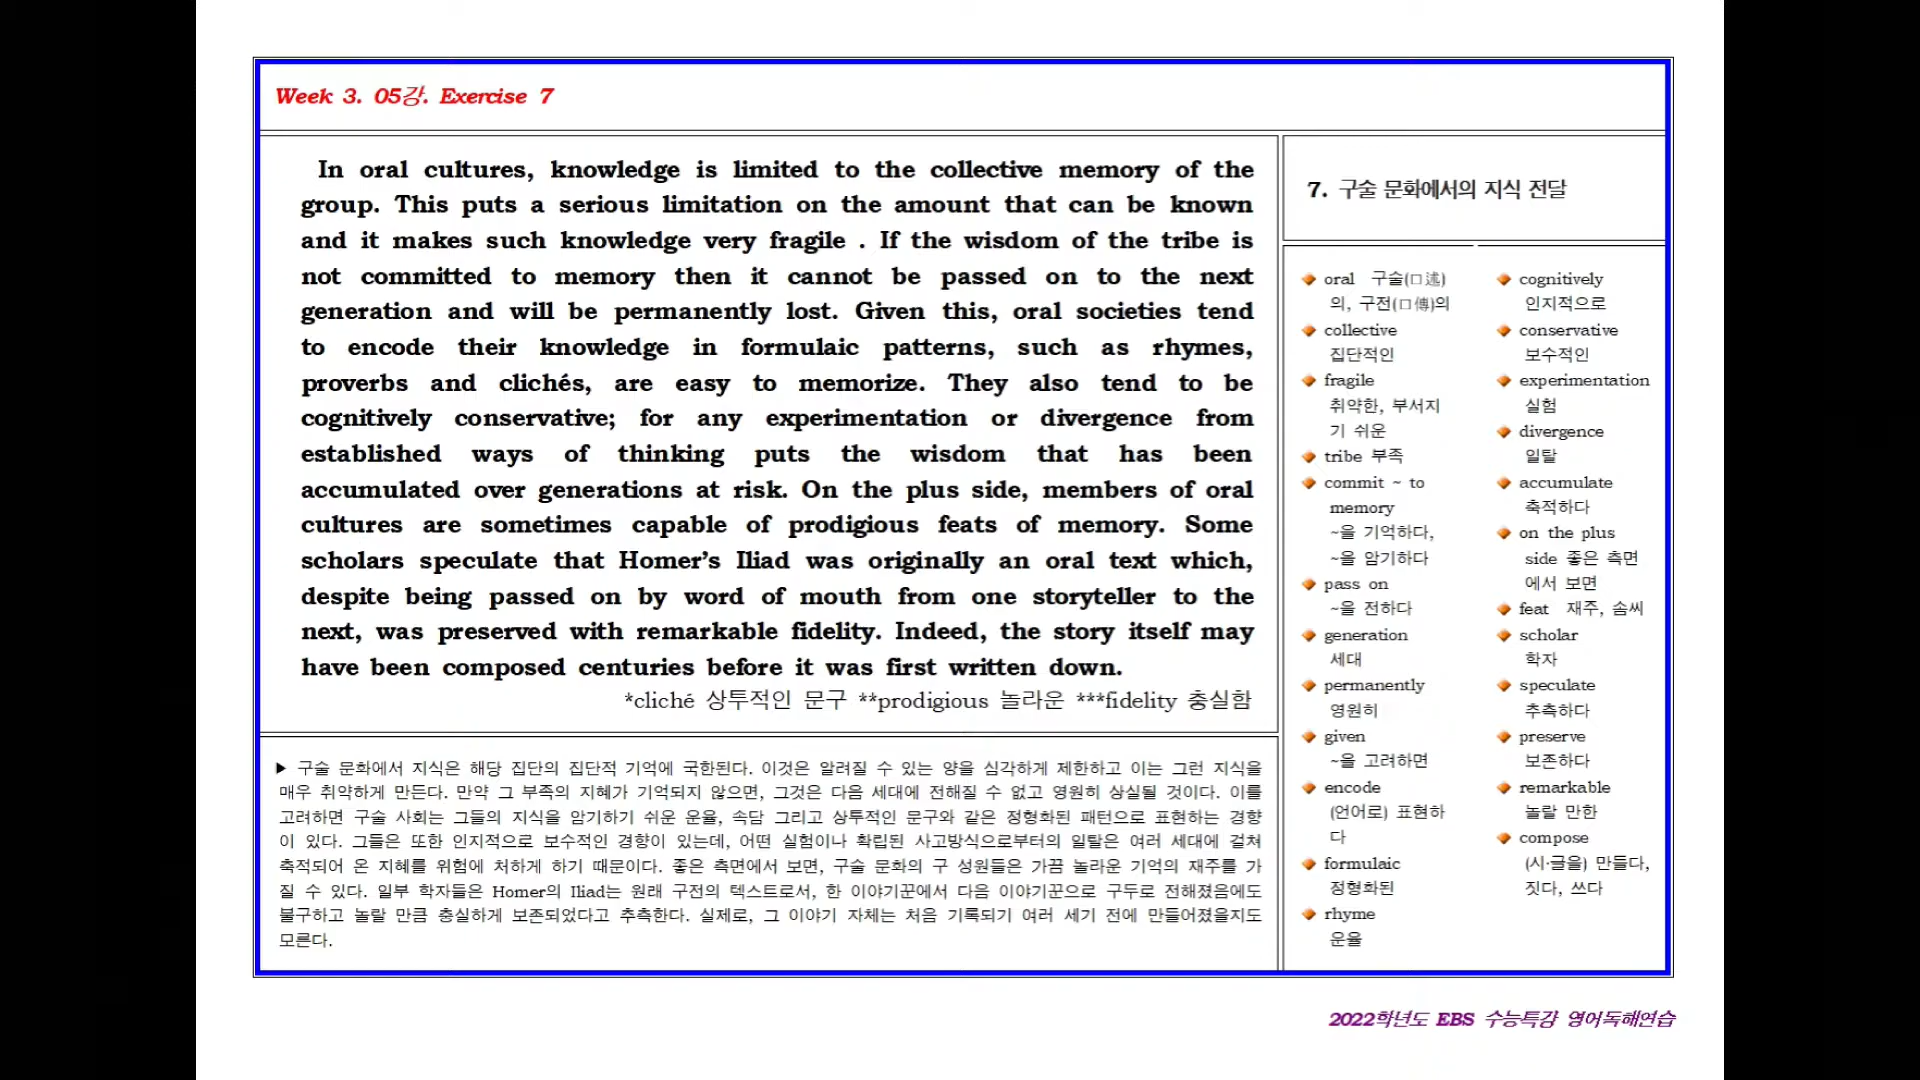 Week 3. 05강. Exercise 7
In oral cultures, knowledge is limited to the collective memory of the
group. This puts a serious limitation on the amount that can be known
and it makes such knowledge very fragile . If the wisdom of the tribe is
not committed to memory then it cannot be passed on to the next
generation and will be permanently lost. Given this, oral societies tend
to encode their knowledge in formulaic patterns, such as rhymes,
proverbs and clichés, are easy to memorize. They also tend to be
cognitively conservative; for any experimentation or divergence from
established ways of thinking puts the wisdom that has been
accumulated over generations at risk. On the plus side, members of oral
cultures are sometimes capable of prodigious feats of memory. Some
scholars speculate that Homer's Iliad was originally an oral text which,
despite being passed on by word of mouth from one storyteller to the
next, was preserved with remarkable fidelity. Indeed, the story itself may
have been composed centuries before it was first written down.
*cliché 상투적인 문구 **prodigious 놀라운 ***fidelity 충실함
▶ 구술 문화에서 지식은 해당 집단의 집단적 기억에 국한된다. 이것은 알려질 수 있는 양을 심각하게 제한하고 이는 그런 지식을
매우 취약하게 만든다. 만약 그 부족의 지혜가 기억되지 않으면, 그것은 다음 세대에 전해질 수 없고 영원히 상실될 것이다. 이를
고려하면 구술 사회는 그들의 지식을 암기하기 쉬운 운율, 속담 그리고 상투적인 문구와 같은 정형화된 패턴으로 표현하는 경향
이 있다. 그들은 또한 인지적으로 보수적인 경향이 있는데, 어떤 실험이나 확립된 사고방식으로부터의 일탈은 여러 세대에 걸쳐
축적되어 온 지혜를 위험에 처하게 하기 때문이다. 좋은 측면에서 보면, 구술 문화의 구 성원들은 가끔 놀라운 기억의 재주를 가
질 수 있다. 일부 학자들은 Homer의 Iliad는 원래 구전의 텍스트로서, 한 이야기꾼에서 다음 이야기꾼으로 구두로 전해졌음에도
불구하고 놀랄 만큼 충실하게 보존되었다고 추측한다. 실제로, 그 이야기 자체는 처음 기록되기 여러 세기 전에 만들어졌을지도
모른다.
7. 구술 문화에서의 지식 전달
oral 구술(口述)
의, 구전(口傳)의
collective
집단적인
fragile
취약한, 부서지
기 쉬운
tribe 부족
commit ~ to
memory
~을 기억하다,
~을 암기하다
pass on
~을 전하다
generation
세대
permanently
영원히
given
~을 고려하면
encode
(언어로) 표현하
다
formulaic
정형화된
rhyme
운율
cognitively
인지적으로
conservative
보수적인
experimentation
실험
divergence
일탈
accumulate
축적하다
on the plus
side 좋은 측면
에서 보면
feat 재주, 솜씨
scholar
학자
speculate
추측하다
preserve
보존하다
remarkable
놀랄 만한
compose
(시·글을) 만들다,
짓다, 쓰다
2022학년도 EBS 수능특강 영어독해연습